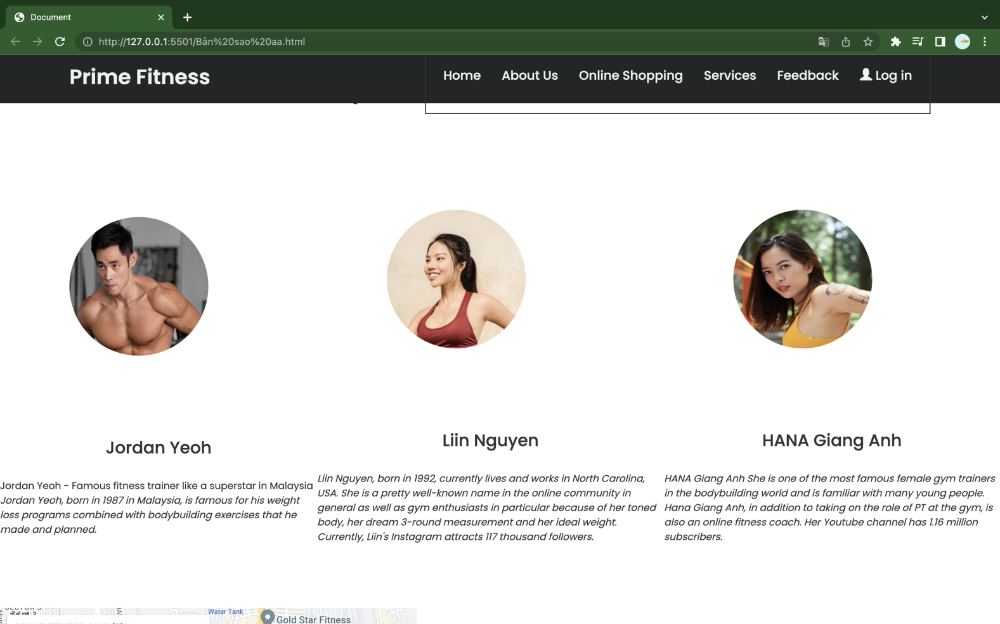 Document
http://127.0.0.1:5501/Bản%20sao%20aa.html
Prime Fitness
Home About Us Online Shopping Services Feedback Log in
Jordan Yeoh
Jordan Yeoh - Famous fitness trainer like a superstar in Malaysia
Jordan Yeoh, born in 1987 in Malaysia, is famous for his weight
loss programs combined with bodybuilding exercises that he
made and planned.
Liin Nguyen
Liin Nguyen, born in 1992, currently lives and works in North Carolina,
USA. She is a pretty well-known name in the online community in
general as well as gym enthusiasts in particular because of her toned
body, her dream 3-round measurement and her ideal weight.
Currently, Liin's Instagram attracts 117 thousand followers.
HANA Giang Anh
HANA Giang Anh She is one of the most famous female gym trainers
in the bodybuilding world and is familiar with many young people.
Hana Giang Anh, in addition to taking on the role of PT at the gym, is
also an online fitness coach. Her Youtube channel has 1.16 million
subscribers.
Water Tank
Gold Star Fitness